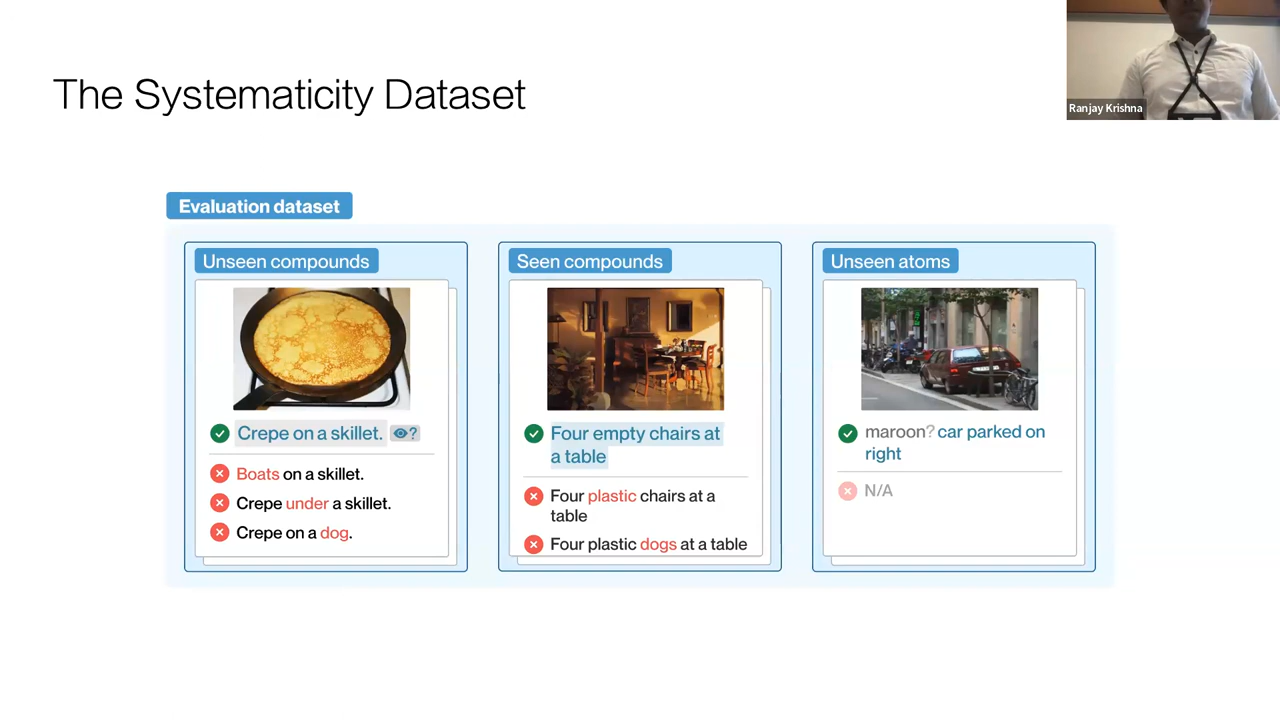 The Systematicity Dataset
Ranjay Krishna
Evaluation dataset
Unseen compounds
Crepe on a skillet. ?
Boats on a skillet.
Crepe under a skillet.
Crepe on a dog.
Seen compounds
Four empty chairs at
a table
Four plastic chairs at a
table
Four plastic dogs at a table
Unseen atoms
maroon? car parked on
right
N/A